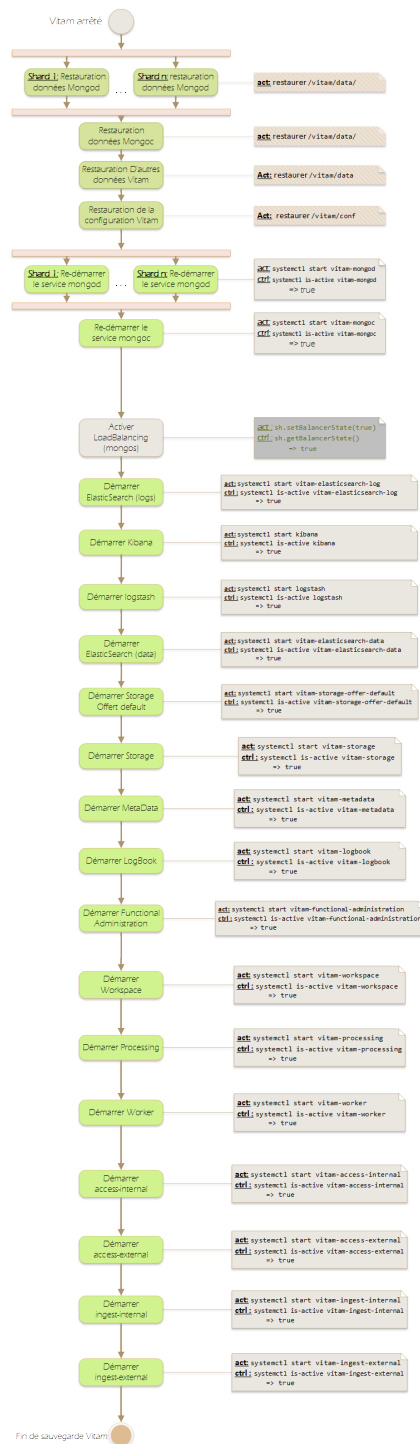 Vitam arrêté
Shard 1: Restauration
données Mongod
. . .
Shard n: restauration
données Mongod
act: restaurer /vitam/data/
Restauration
données Mongoc
act: restaurer /vitam/data/
Restauration D'autres
données Vitam
Act: restaurer /vitam/data
Restauration de la
configuration Vitam
Act: restaurer /vitam/conf
Shard 1: Re-démarrer
le service mongod
. . .
Shard n: Re-démarrer
le service mongod
act: systemctl start vitam-mongod
ctrl: systemctl is-active vitam-mongod
=> true
Re-démarrer le
service mongoc
act: systemctl start vitam-mongoc
ctrl: systemctl is-active vitam-mongoc
=> true
Activer
LoadBalancing
(mongos)
act: sh.setBalancerState(true)
ctrl: sh.getBalancerState()
=> true
Démarrer
ElasticSearch (logs)
act: systemctl start vitam-elasticsearch-log
ctrl : systemctl is-active vitam-elasticsearch-log
=> true
Démarrer Kibana
act: systemctl start kibana
ctrl : systemctl is-active kibana
=> true
Démarrer logstash
act: systemctl start logstash
ctrl : systemctl is-active logstash
=> true
Démarrer
ElasticSearch (data)
act: systemctl start vitam-elasticsearch-data
ctrl : systemctl is-active vitam-elasticsearch-data
=> true
Démarrer Storage
Offert default
act: systemctl start vitam-storage-offer-default
ctrl : systemctl is-active vitam-storage-offer-default
=> true
Démarrer Storage
act: systemctl start vitam-storage
ctrl : systemctl is-active vitam-storage
=> true
Démarrer MetaData
act: systemctl start vitam-metadata
ctrl : systemctl is-active vitam-metadata
=> true
Démarrer LogBook
act: systemctl start vitam-logbook
ctrl : systemctl is-active vitam-logbook
=> true
Démarrer Functional
Administration
act: systemctl start vitam-functional-administration
ctrl : systemctl is-active vitam-functional-administration
=> true
Démarrer
Workspace
act: systemctl start vitam-workspace
ctrl : systemctl is-active vitam-workspace
=> true
Démarrer Processing
act: systemctl start vitam-processing
ctrl : systemctl is-active vitam-processing
=> true
Démarrer Worker
act: systemctl start vitam-worker
ctrl : systemctl is-active vitam-worker
=> true
Démarrer
access-internal
act: systemctl start vitam-access-internal
ctrl : systemctl is-active vitam-access-internal
=> true
Démarrer
access-external
act: systemctl start vitam-access-external
ctrl : systemctl is-active vitam-access-external
=> true
Démarrer
ingest-internal
act: systemctl start vitam-ingest-internal
ctrl : systemctl is-active vitam-ingest-internal
=> true
Démarrer
ingest-external
act: systemctl start vitam-ingest-external
ctrl : systemctl is-active vitam-ingest-external
=> true
Fin de sauvegarde Vitam